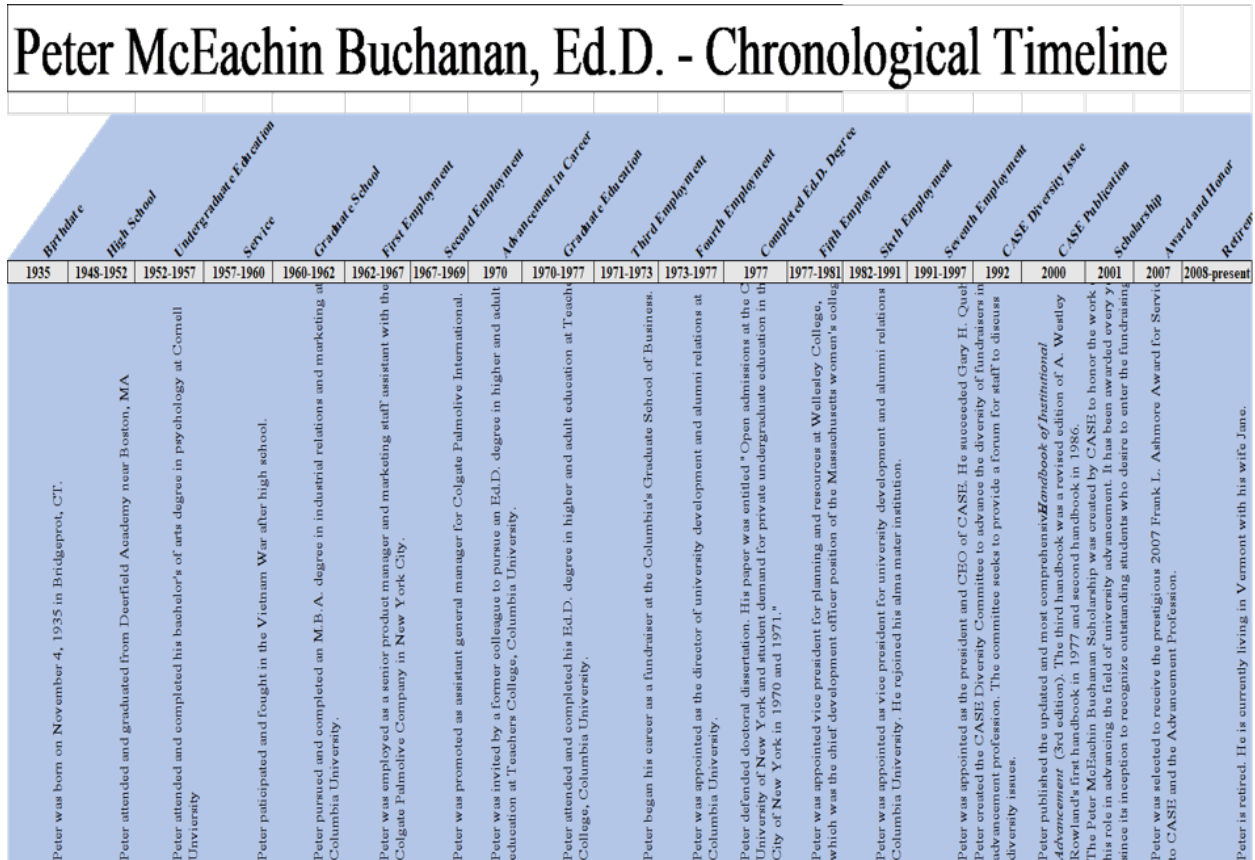 Peter McEachin Buchanan, Ed.D. - Chronological Timeline
Birthdate
High School
Undergraduate Education
Service
Graduate School
First Employment
Second Employment
Advancement in Career
Graduate Education
Third Employment
Fourth Employment
Completed Ed.D. Degree
Fifth Employment
Sixth Employment
Seventh Employment
CASE Diversity Issue
CASE Publication
Scholarship
Award and Honor
Retirem
1935
1948-1952
1952-1957
1957-1960
1960-1962
1962-1967
1967-1969
1970
1970-1977
1971-1973
1973-1977
1977
1977-1981
1982-1991
1991-1997
1992
2000
2001
2007
2008-present
Peter was born on November 4, 1935 in Bridgeprot, CT.
Peter attended and graduated from Deerfield Academy near Boston, MA
Peter attended and completed his bachelor's of arts degree in psychology at Cornell
Unviersity
Peter paticipated and fought in the Vietnam War after high school.
Peter pursued and completed an M.B.A. degree in industrial relations and marketing at
Columbia University.
Peter was employed as a senior product manager and marketing staff assistant with the
Colgate Palmolive Company in New York City.
Peter was promoted as assistant general manager for Colgate Palmolive International.
Peter was invited by a former colleague to pursue an Ed.D. degree in higher and adult
education at Teachers College, Columbia University.
Peter attended and completed his Ed.D. degree in higher and adult education at Teache
College, Columbia University.
Peter began his career as a fundraiser at the Columbia's Graduate School of Business.
Peter was appointed as the director of university development and alumni relations at
Columbia University.
Peter defended doctoral dissertation. His paper was entitled "Open admissions at the C
University of New York and student demand for private undergraduate education in th
City of New York in 1970 and 1971."
Peter was appointed vice president for planning and resources at Wellesley College,
which was the chief development officer position of the Massachusetts women's colleg
Peter was appointed as vice president for university development and alumni relations
Columbia University. He rejoined his alma mater institution.
Peter was appointed as the president and CEO of CASE. He succeeded Gary H. Queh
Peter created the CASE Diversity Committee to advance the diversity of fundraisers in
advancement profession. The committee seeks to provide a forum for staff to discuss
diversity issues.
Peter published the updated and most comprehensive Handbook of Institutional
Advancement (3rd edition). The third handbook was a revised edition of A. Westley
Rowland's first handbook in 1977 and second handbook in 1986.
The Peter McEachin Buchanan Scholarship was created by CASE to honor the work
his role in advancing the field of university advancement. It has been awarded every y
since its inception to recognize outstanding students who desire to enter the fundraising
Peter was selected to receive the prestigious 2007 Frank L. Ashmore Award for Servic
to CASE and the Advancement Profession.
Peter is retired. He is currently living in Vermont with his wife Jane.